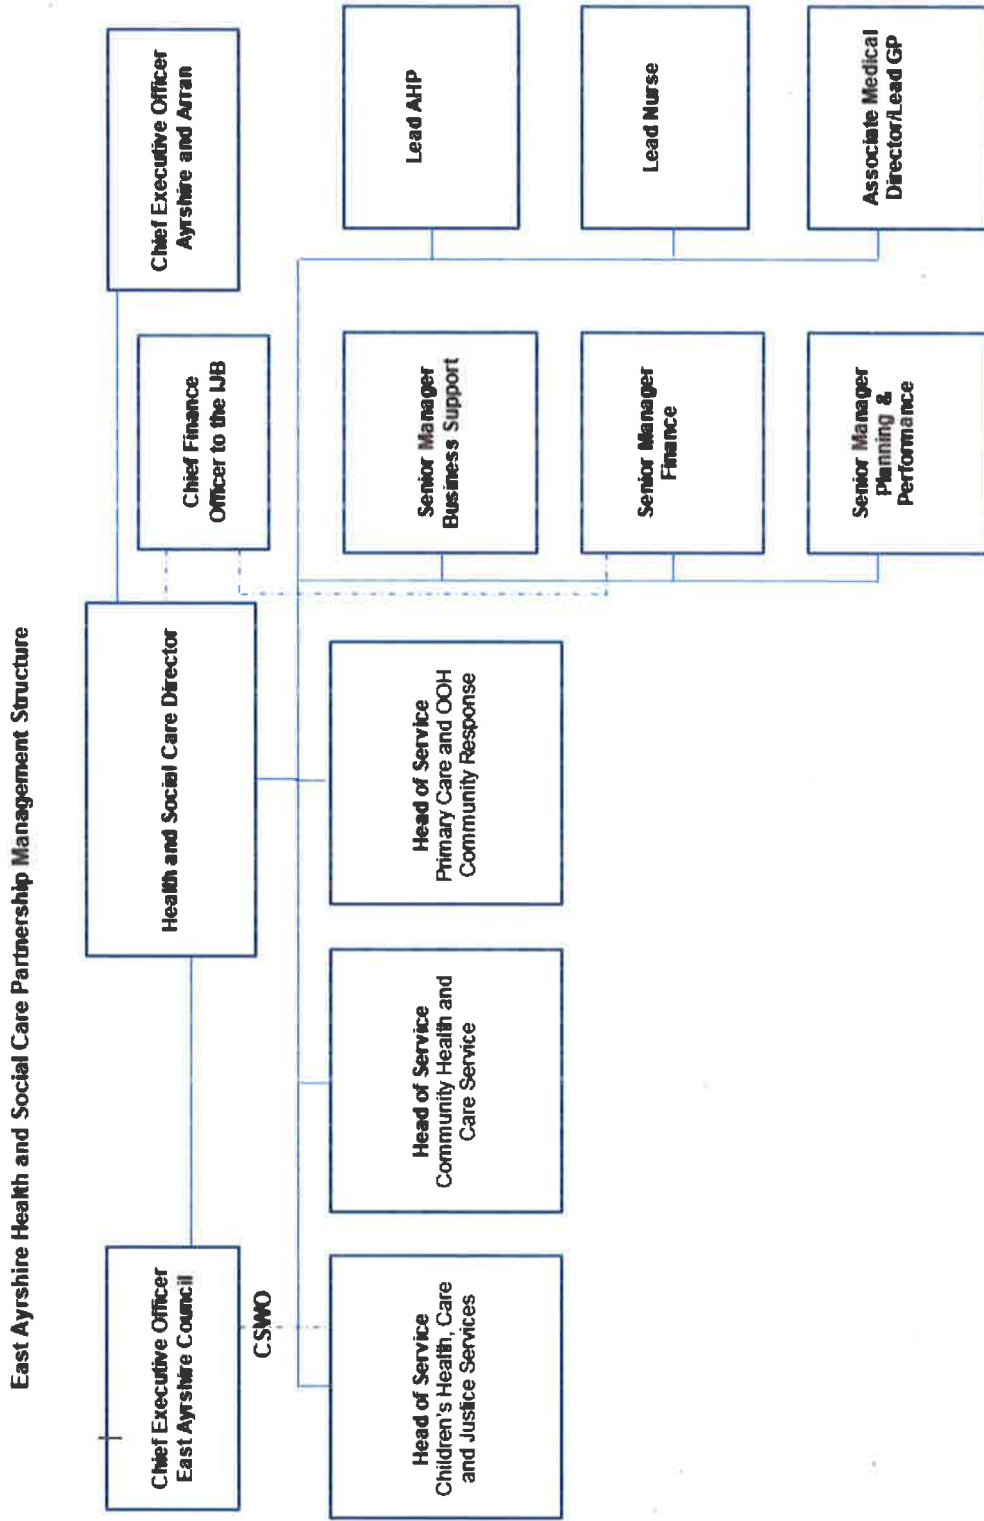 East Ayrshire Health and Social Care Partnership Management Structure
Chief Executive Officer
East Ayrshire Council
Health and Social Care Director
Chief Finance
Officer to the IJB
Chief Executive Officer
Ayrshire and Arran
CSWO
Head of Service
Children's Health, Care
and Justice Services
Head of Service
Community Health and
Care Service
Head of Service
Primary Care and OOH
Community Response
Senior Manager
Business Support
Lead AHP
Senior Manager
Finance
Lead Nurse
Senior Manager
Planning &
Performance
Associate Medical
Director/Lead GP